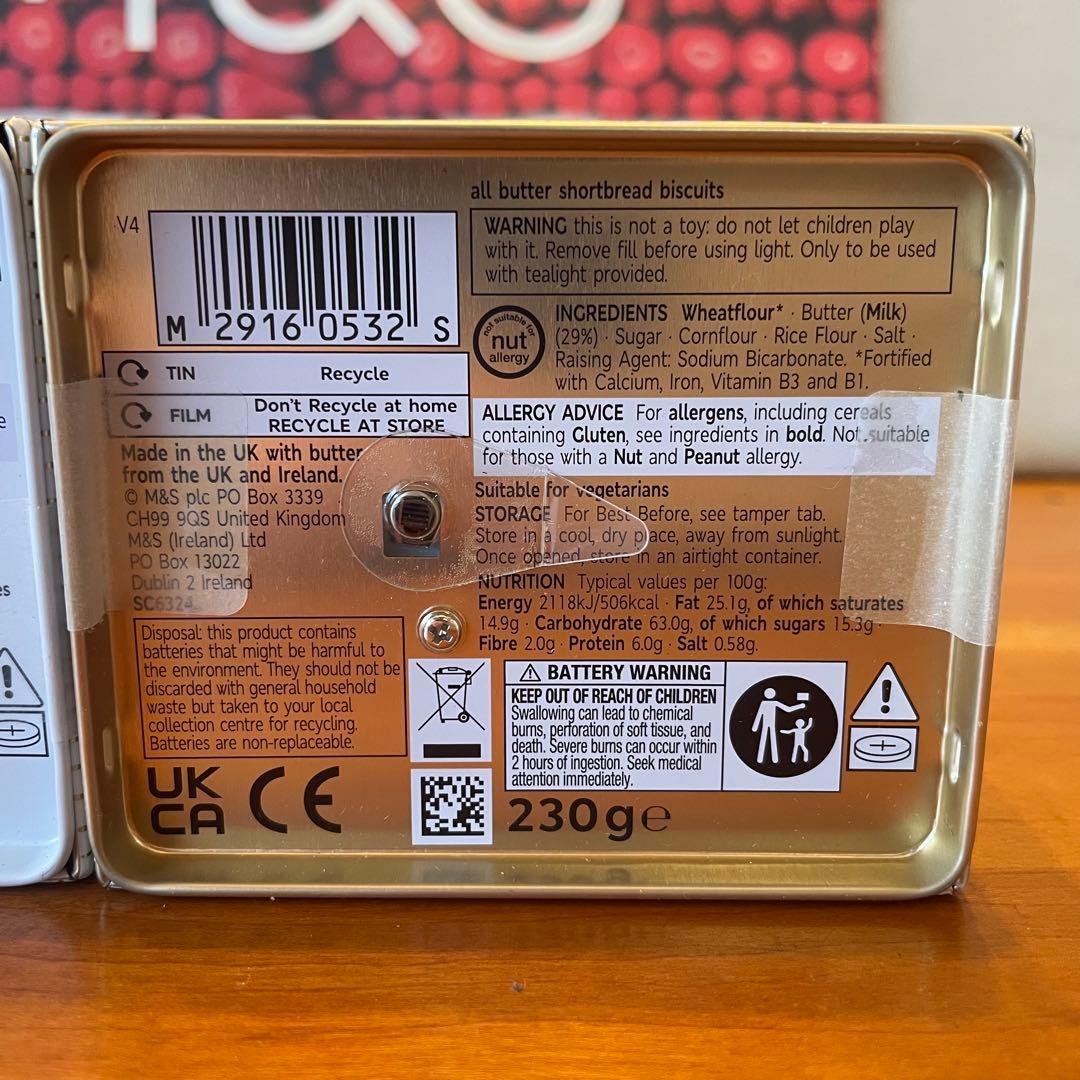 all butter shortbread biscuits
V4
WARNING this is not a toy: do not let children play
with it. Remove fill before using light. Only to be used
with tealight provided.
M 2916 0532 S
not suitable for
nut
allergy
INGREDIENTS Wheatflour* · Butter (Milk)
(29%) · Sugar · Cornflour · Rice Flour · Salt ·
Raising Agent: Sodium Bicarbonate. *Fortified
with Calcium, Iron, Vitamin B3 and B1.
TIN Recycle
FILM Don't Recycle at home
RECYCLE AT STORE
ALLERGY ADVICE For allergens, including cereals
containing Gluten, see ingredients in bold. Not suitable
for those with a Nut and Peanut allergy.
Made in the UK with butter
from the UK and Ireland.
© M&S plc PO Box 3339
CH99 9QS United Kingdom
M&S (Ireland) Ltd
PO Box 13022
Dublin 2 Ireland
Suitable for vegetarians
STORAGE For Best Before, see tamper tab.
Store in a cool, dry place, away from sunlight.
Once opened, store in an airtight container.
NUTRITION Typical values per 100g:
Energy 2118kJ/506kcal · Fat 25.1g, of which saturates
14.9g · Carbohydrate 63.0g, of which sugars 15.3g ·
Fibre 2.0g · Protein 6.0g · Salt 0.58g.
Disposal: this product contains
batteries that might be harmful to
the environment. They should not be
discarded with general household
waste but taken to your local
collection centre for recycling.
Batteries are non-replaceable.
BATTERY WARNING
KEEP OUT OF REACH OF CHILDREN
Swallowing can lead to chemical
burns, perforation of soft tissue, and
death. Severe burns can occur within
2 hours of ingestion. Seek medical
attention immediately.
UK
CA
CE
230g e